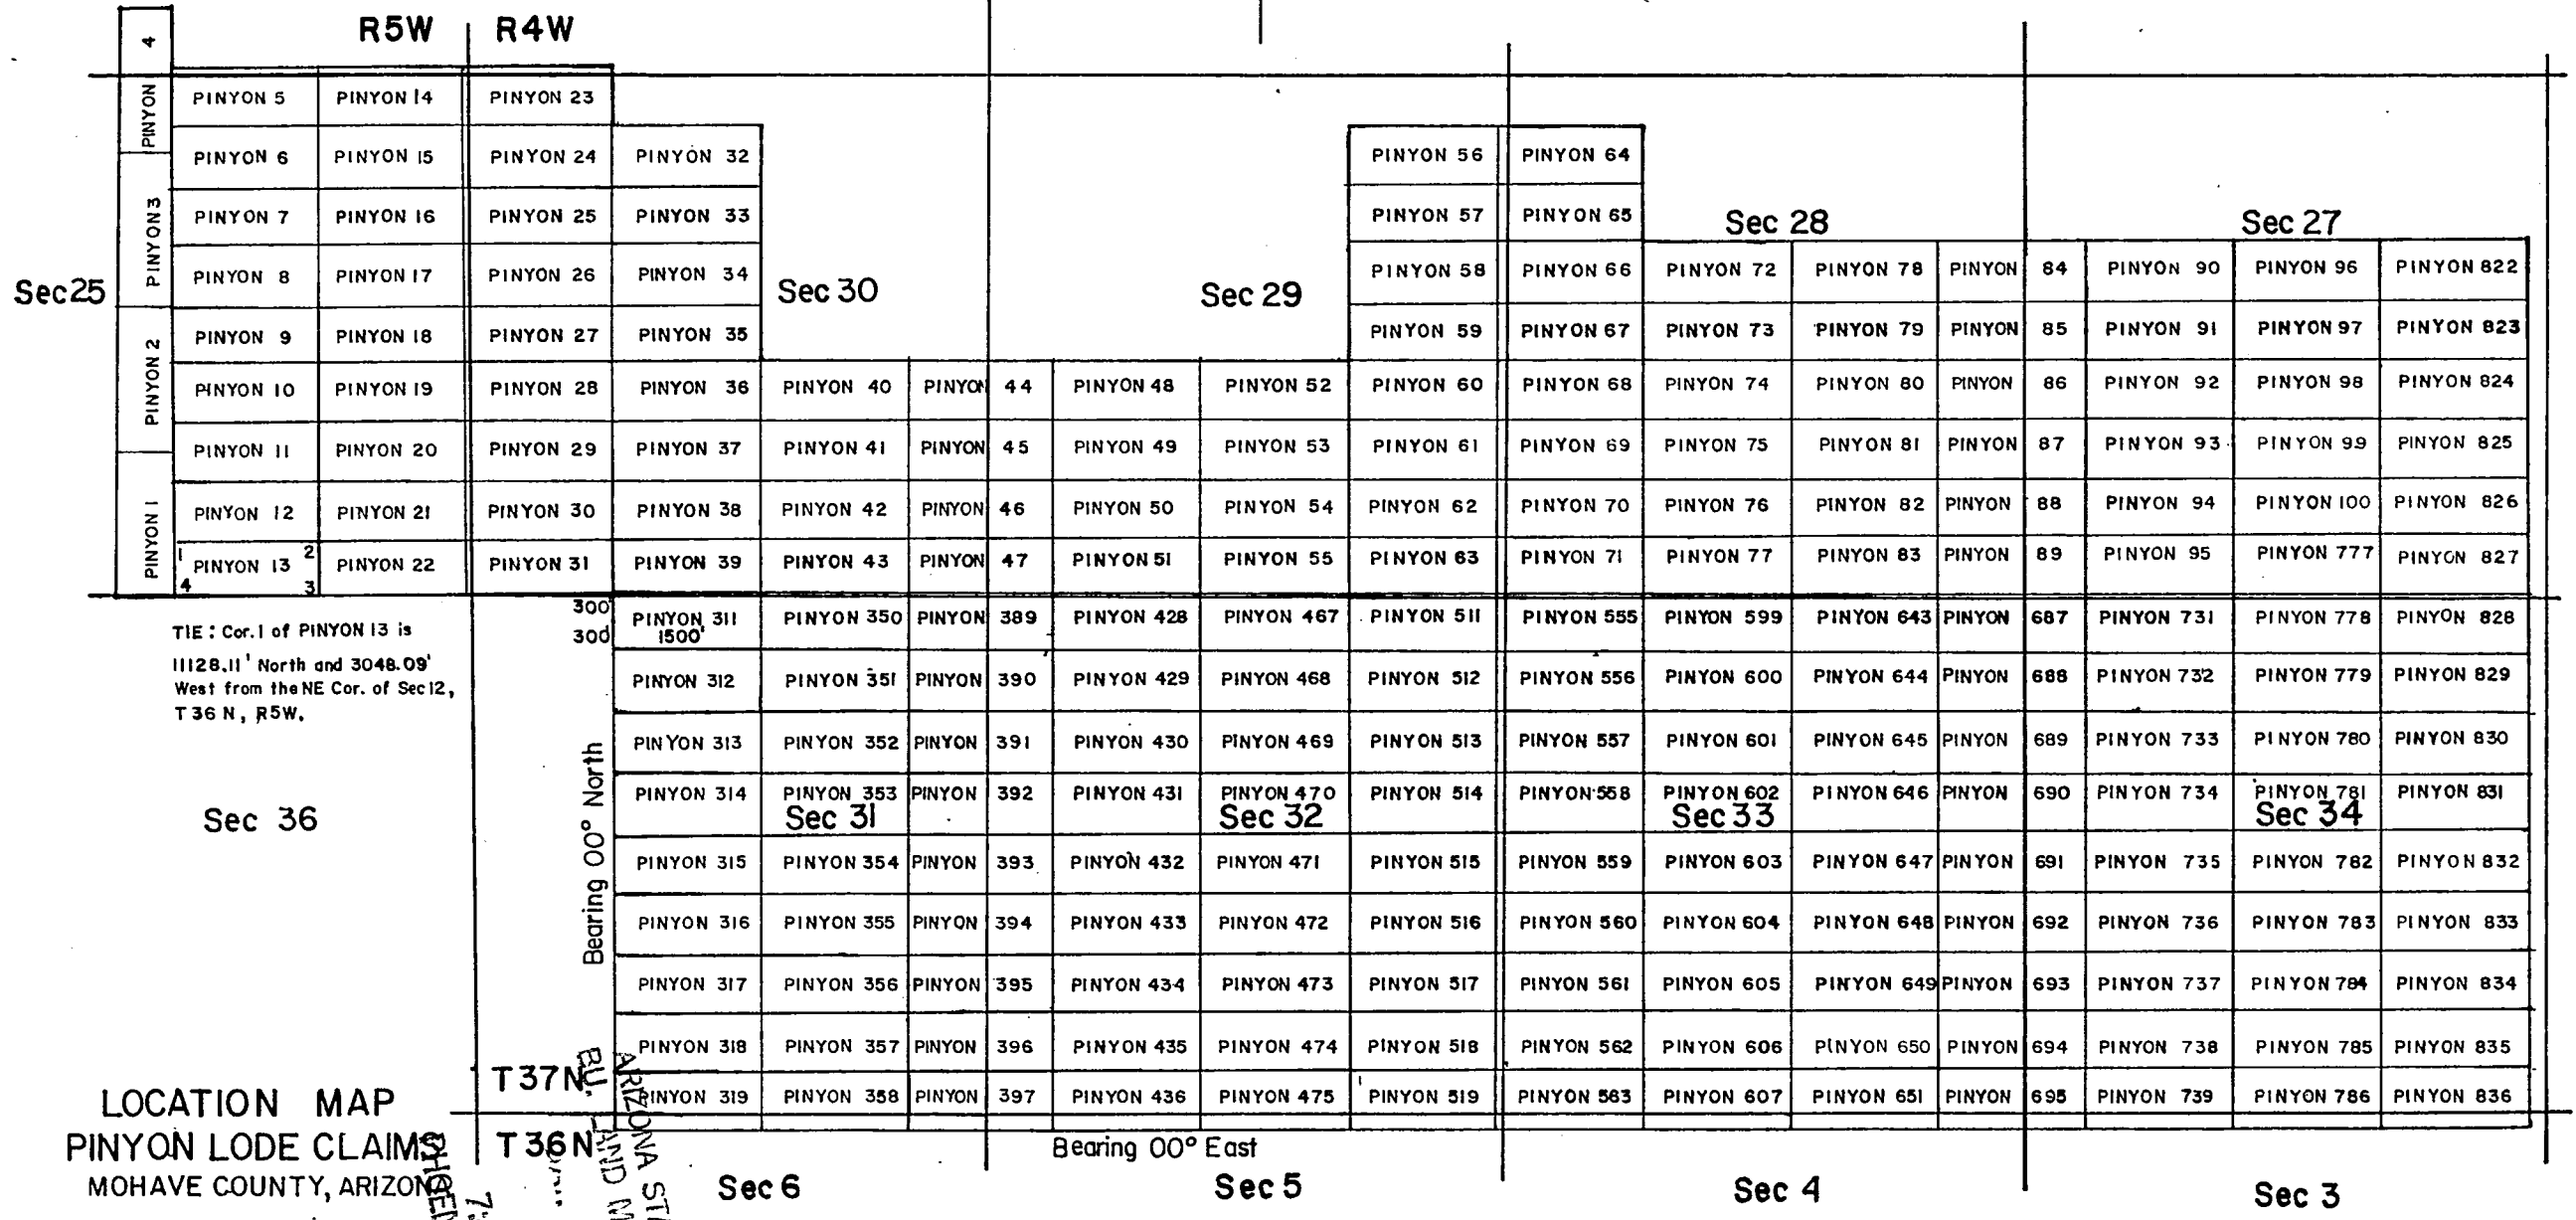 R5W R4W
4
PINYON 5 PINYON 14 PINYON 23
PINYON
PINYON 6 PINYON 15 PINYON 24 PINYON 32 PINYON 56 PINYON 64
PINYON 7 PINYON 16 PINYON 25 PINYON 33 PINYON 57 PINYON 65
Sec 28 Sec 27
PINYON 3
PINYON 8 PINYON 17 PINYON 26 PINYON 34 PINYON 58 PINYON 66 PINYON 72 PINYON 78 PINYON 84 PINYON 90 PINYON 96 PINYON 822
Sec 25 Sec 30 Sec 29
PINYON 9 PINYON 18 PINYON 27 PINYON 35 PINYON 59 PINYON 67 PINYON 73 PINYON 79 PINYON 85 PINYON 91 PINYON 97 PINYON 823
PINYON 2
PINYON 10 PINYON 19 PINYON 28 PINYON 36 PINYON 40 PINYON 44 PINYON 48 PINYON 52 PINYON 60 PINYON 68 PINYON 74 PINYON 80 PINYON 86 PINYON 92 PINYON 98 PINYON 824
PINYON 11 PINYON 20 PINYON 29 PINYON 37 PINYON 41 PINYON 45 PINYON 49 PINYON 53 PINYON 61 PINYON 69 PINYON 75 PINYON 81 PINYON 87 PINYON 93 PINYON 99 PINYON 825
PINYON 12 PINYON 21 PINYON 30 PINYON 38 PINYON 42 PINYON 46 PINYON 50 PINYON 54 PINYON 62 PINYON 70 PINYON 76 PINYON 82 PINYON 88 PINYON 94 PINYON 100 PINYON 826
PINYON 1
1 2
PINYON 13 PINYON 22 PINYON 31 PINYON 39 PINYON 43 PINYON 47 PINYON 51 PINYON 55 PINYON 63 PINYON 71 PINYON 77 PINYON 83 PINYON 89 PINYON 95 PINYON 777 PINYON 827
4 3
300
PINYON 311 PINYON 350 PINYON 389 PINYON 428 PINYON 467 PINYON 511 PINYON 555 PINYON 599 PINYON 643 PINYON 687 PINYON 731 PINYON 778 PINYON 828
300 1500'
TIE: Cor. 1 of PINYON 13 is
11128.11' North and 3048.09'
West from the NE Cor. of Sec 12,
T 36 N, R5W.
PINYON 312 PINYON 351 PINYON 390 PINYON 429 PINYON 468 PINYON 512 PINYON 556 PINYON 600 PINYON 644 PINYON 688 PINYON 732 PINYON 779 PINYON 829
PINYON 313 PINYON 352 PINYON 391 PINYON 430 PINYON 469 PINYON 513 PINYON 557 PINYON 601 PINYON 645 PINYON 689 PINYON 733 PINYON 780 PINYON 830
PINYON 314 PINYON 353 PINYON 392 PINYON 431 PINYON 470 PINYON 514 PINYON 558 PINYON 602 PINYON 646 PINYON 690 PINYON 734 PINYON 781 PINYON 831
Sec 36 Sec 31 Sec 32 Sec 33 Sec 34
Bearing 00° North
PINYON 315 PINYON 354 PINYON 393 PINYON 432 PINYON 471 PINYON 515 PINYON 559 PINYON 603 PINYON 647 PINYON 691 PINYON 735 PINYON 782 PINYON 832
PINYON 316 PINYON 355 PINYON 394 PINYON 433 PINYON 472 PINYON 516 PINYON 560 PINYON 604 PINYON 648 PINYON 692 PINYON 736 PINYON 783 PINYON 833
PINYON 317 PINYON 356 PINYON 395 PINYON 434 PINYON 473 PINYON 517 PINYON 561 PINYON 605 PINYON 649 PINYON 693 PINYON 737 PINYON 784 PINYON 834
PINYON 318 PINYON 357 PINYON 396 PINYON 435 PINYON 474 PINYON 518 PINYON 562 PINYON 606 PINYON 650 PINYON 694 PINYON 738 PINYON 785 PINYON 835
T37N
PINYON 319 PINYON 358 PINYON 397 PINYON 436 PINYON 475 PINYON 519 PINYON 563 PINYON 607 PINYON 651 PINYON 695 PINYON 739 PINYON 786 PINYON 836
T36N
Bearing 00° East
Sec 6 Sec 5 Sec 4 Sec 3
LOCATION MAP
PINYON LODE CLAIMS
MOHAVE COUNTY, ARIZONA
ARIZONA